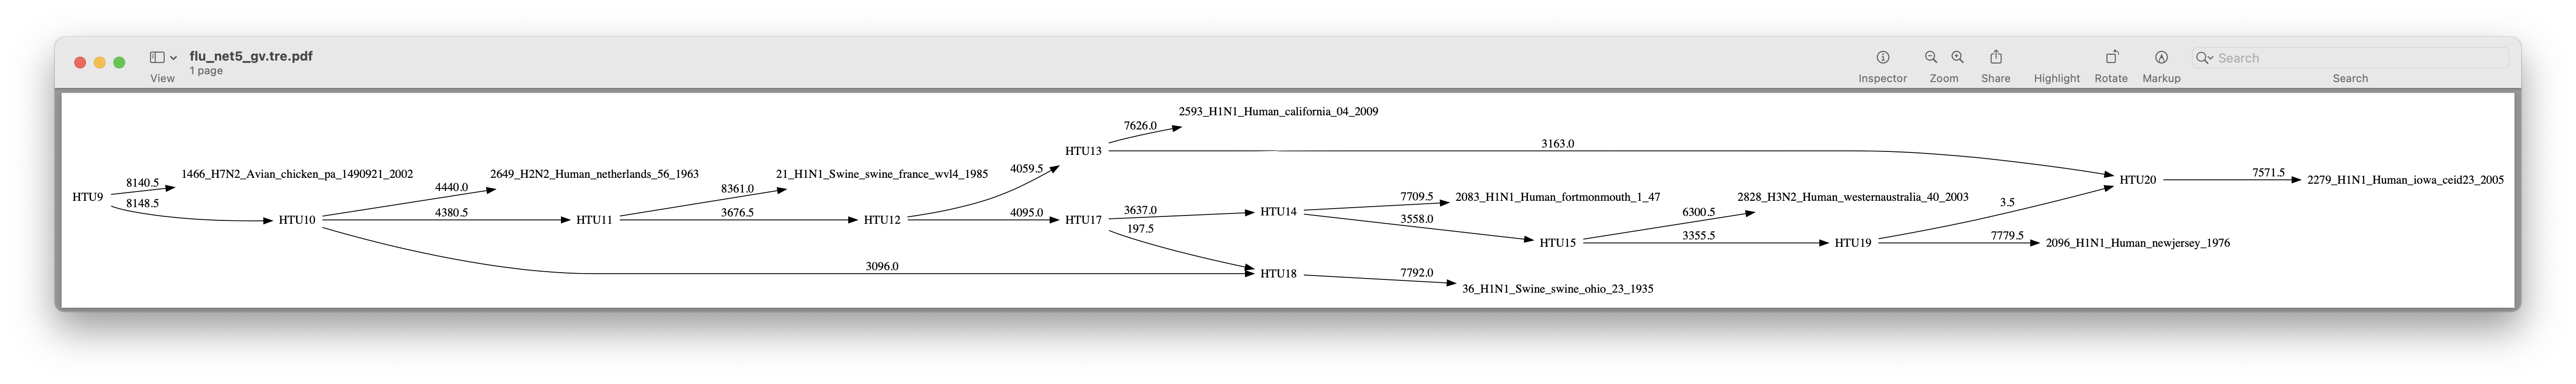 flu_net5_gv.tre.pdf
1 page
View
Inspector
Zoom
Share
Highlight
Rotate
Markup
Search
Search
2593_H1N1_Human_california_04_2009
7626.0
HTU13
3163.0
1466_H7N2_Avian_chicken_pa_1490921_2002
2649_H2N2_Human_netherlands_56_1963
21_H1N1_Swine_swine_france_wvl4_1985
4059.5
HTU9
8140.5
8148.5
4440.0
8361.0
HTU20
7571.5
2279_H1N1_Human_iowa_ceid23_2005
HTU10
4380.5
HTU11
3676.5
HTU12
4095.0
HTU17
3637.0
197.5
HTU14
7709.5
3558.0
2083_H1N1_Human_fortmonmouth_1_47
2828_H3N2_Human_westernaustralia_40_2003
6300.5
3.5
HTU15
3355.5
HTU19
7779.5
2096_H1N1_Human_newjersey_1976
3096.0
HTU18
7792.0
36_H1N1_Swine_swine_ohio_23_1935